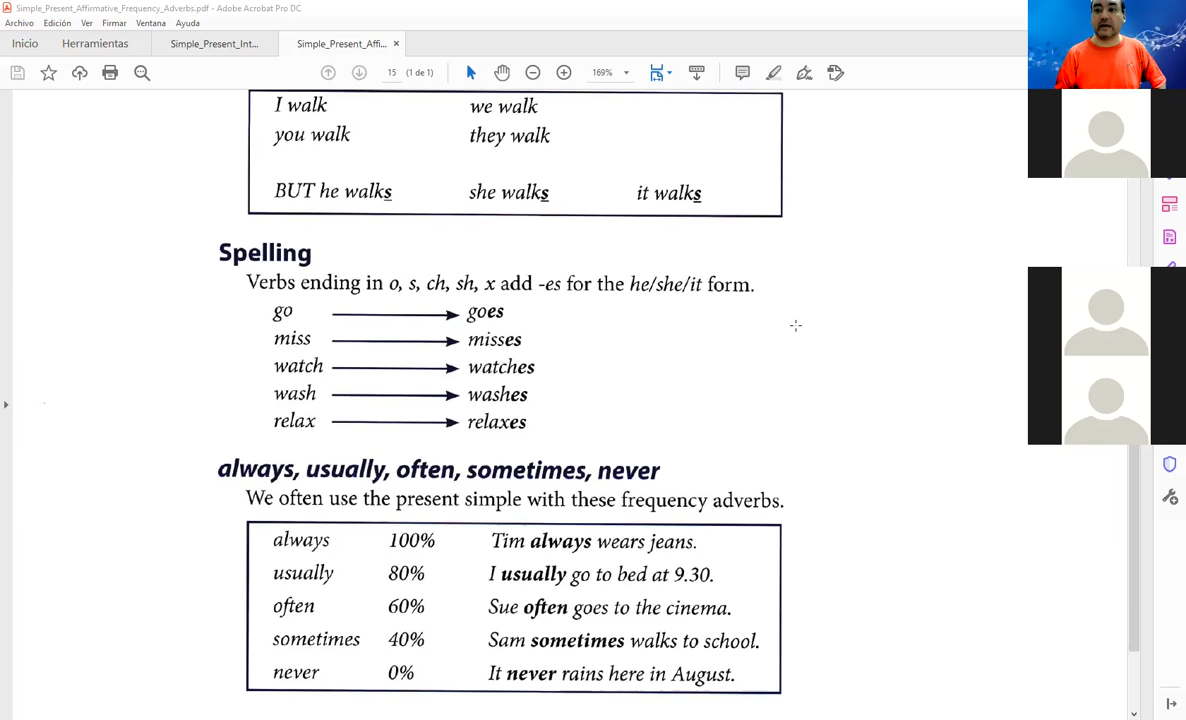 Simple_Present_Affirmative_Frequency_Adverbs.pdf - Adobe Acrobat Pro DC
Archivo Edición Ver Firmar Ventana Ayuda
Inicio Herramientas Simple_Present_Int... Simple_Present_Affi... ×
15 (1 de 1) 169%
I walk we walk
you walk they walk
BUT he walks she walks it walks
Spelling
Verbs ending in o, s, ch, sh, x add -es for the he/she/it form.
go goes
miss misses
watch watches
wash washes
relax relaxes
always, usually, often, sometimes, never
We often use the present simple with these frequency adverbs.
always 100% Tim always wears jeans.
usually 80% I usually go to bed at 9.30.
often 60% Sue often goes to the cinema.
sometimes 40% Sam sometimes walks to school.
never 0% It never rains here in August.